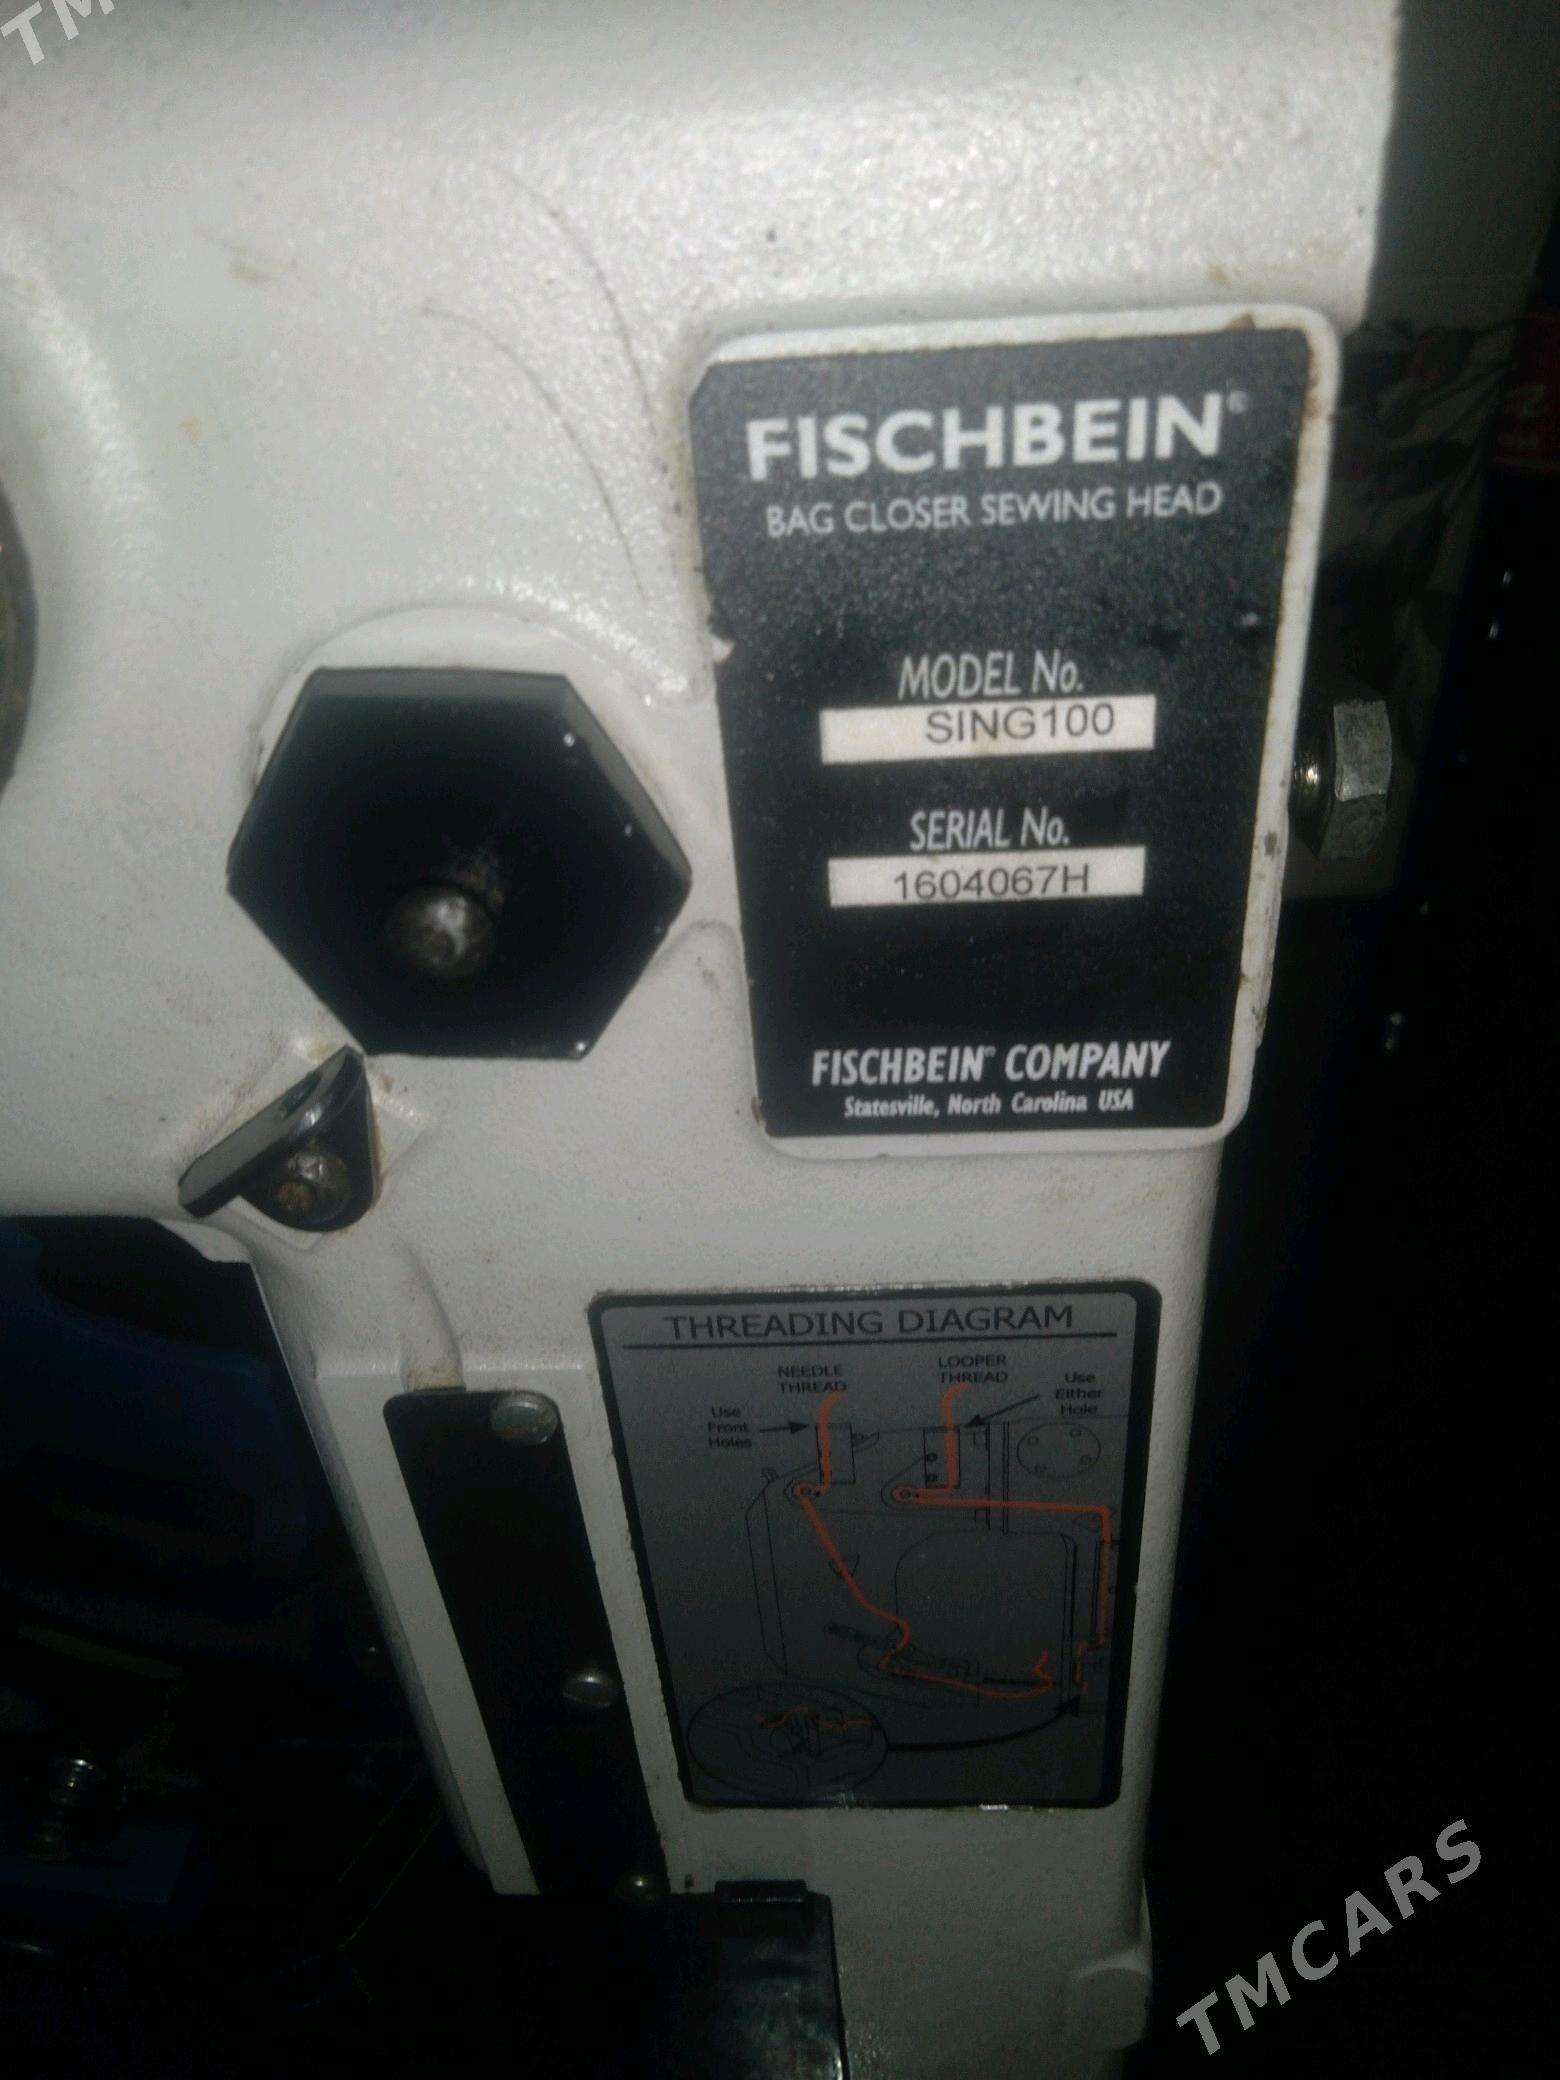 TM
FISCHBEIN®
BAG CLOSER SEWING HEAD
MODEL No.
SING100
SERIAL No.
1604067H
FISCHBEIN COMPANY
Statesville, North Carolina USA
THREADING DIAGRAM
NEEDLE
THREAD
LOOPER
THREAD
Use
Either
Hole
Use
Front
Holes
TMCARS